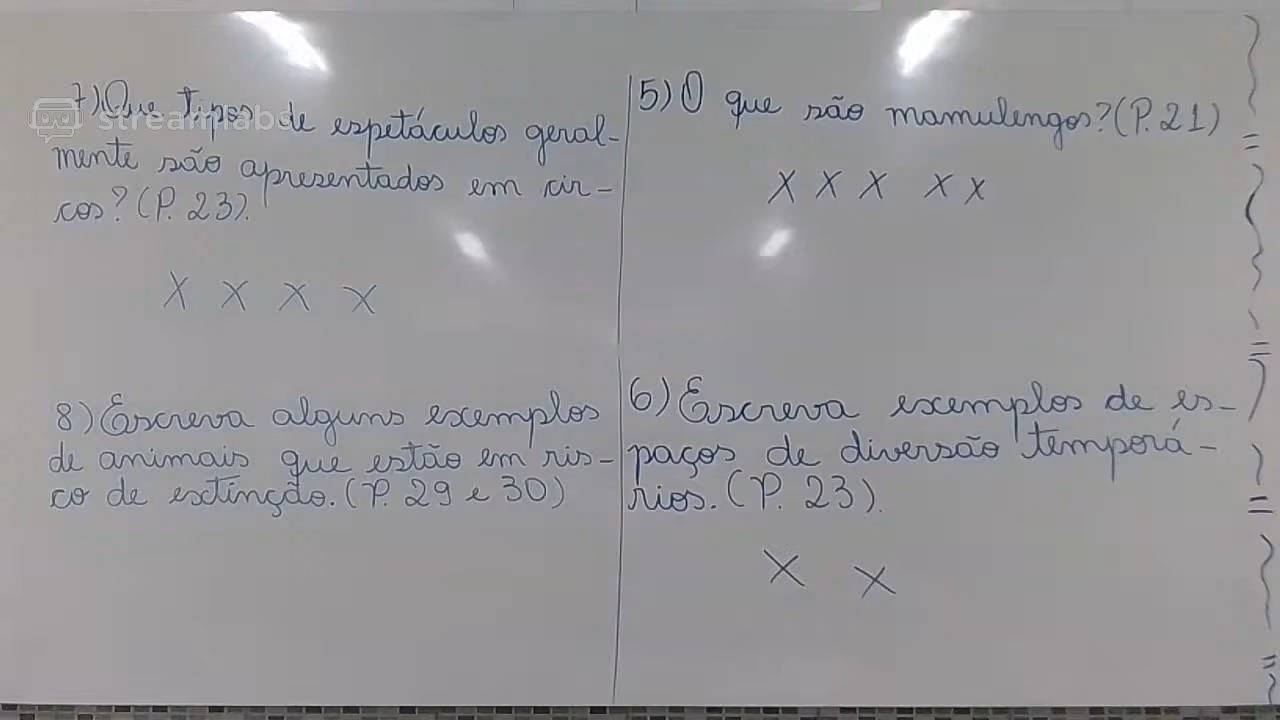 streamlabs
7) Que tipos de espetáculos geral-
mente são apresentados em cir-
cos? (P. 23).
X X X X
8) Escreva alguns exemplos
de animais que estão em ris-
co de extinção. (P. 29 e 30)
5) O que são mamulengos? (P. 21)
X X X X X
6) Escreva exemplos de es-
paços de diversão temporá-
rios. (P. 23).
X X